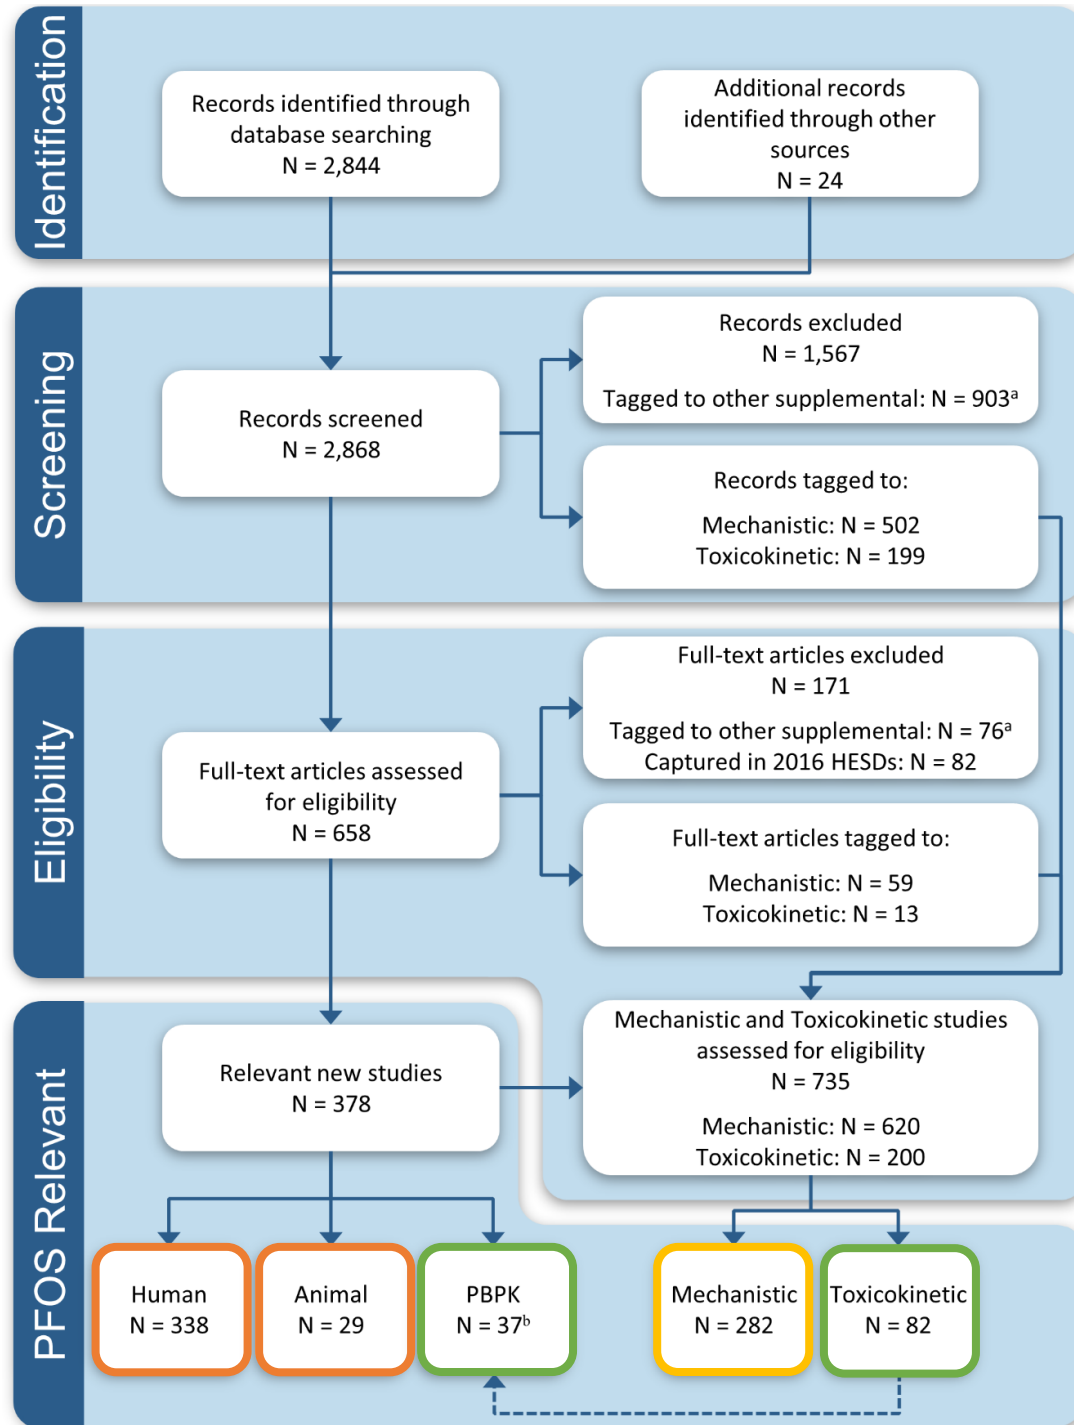 Identification
Records identified through
database searching
N = 2,844
Additional records
identified through other
sources
N = 24
Screening
Records screened
N = 2,868
Records excluded
N = 1,567
Tagged to other supplemental: N = 903ᵃ
Records tagged to:
Mechanistic: N = 502
Toxicokinetic: N = 199
Eligibility
Full-text articles assessed
for eligibility
N = 658
Full-text articles excluded
N = 171
Tagged to other supplemental: N = 76ᵃ
Captured in 2016 HESDs: N = 82
Full-text articles tagged to:
Mechanistic: N = 59
Toxicokinetic: N = 13
Mechanistic and Toxicokinetic studies
assessed for eligibility
N = 735
Mechanistic: N = 620
Toxicokinetic: N = 200
PFOS Relevant
Relevant new studies
N = 378
Human
N = 338
Animal
N = 29
PBPK
N = 37ᵇ
Mechanistic
N = 282
Toxicokinetic
N = 82